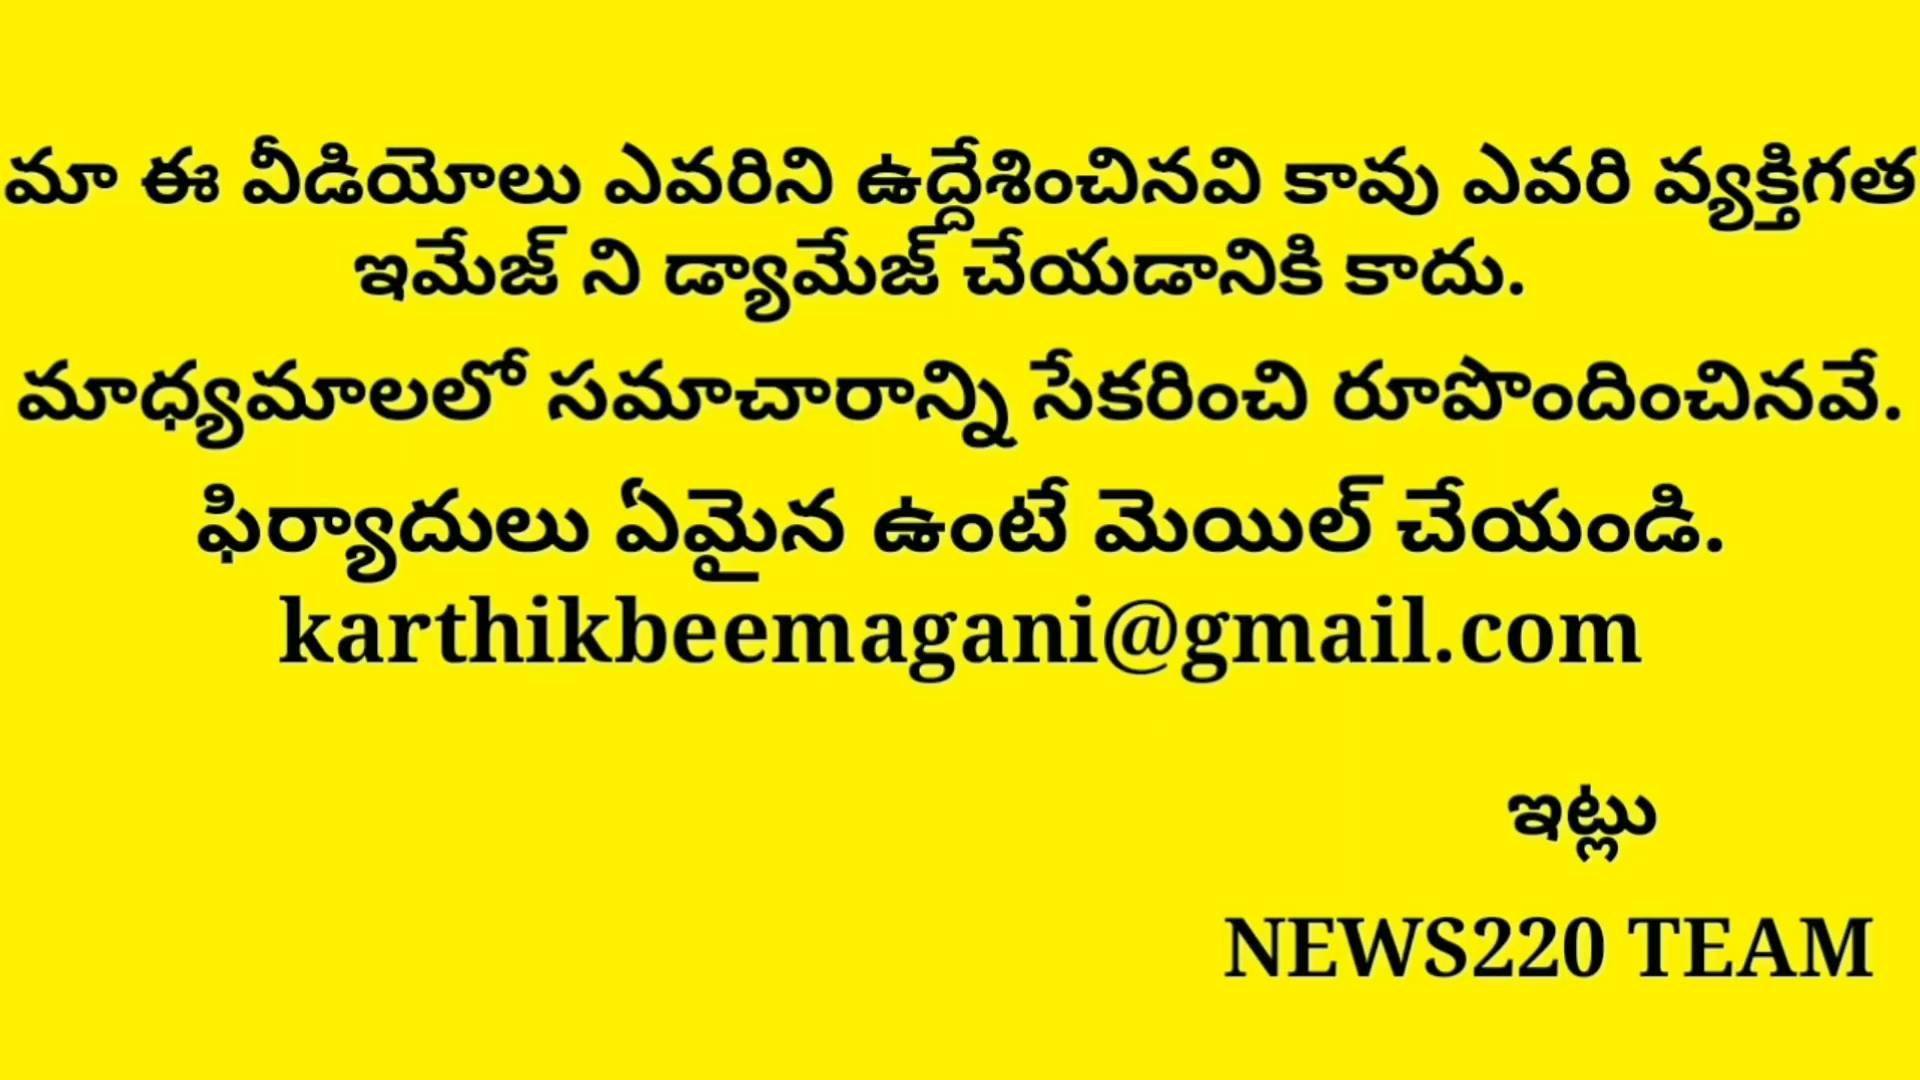 మా ఈ వీడియోలు ఎవరిని ఉద్దేశించినవి కావు ఎవరి వ్యక్తిగత
ఇమేజ్ ని డ్యామేజ్ చేయడానికి కాదు.
మాధ్యమాలలో సమాచారాన్ని సేకరించి రూపొందించినవే.
ఫిర్యాదులు ఏమైన ఉంటే మెయిల్ చేయండి.
karthikbeemagani@gmail.com
ఇట్లు
NEWS220 TEAM